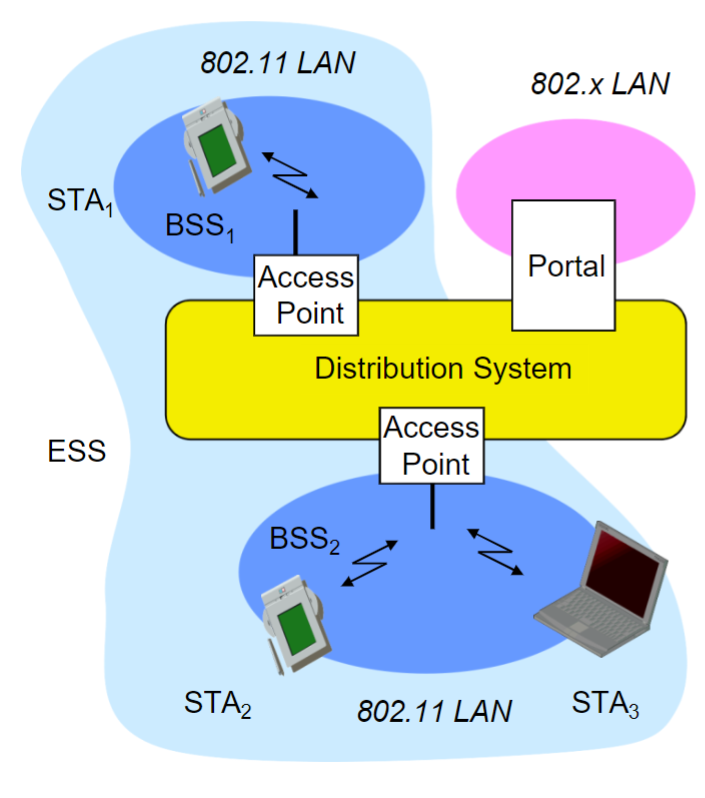 802.11 LAN
802.x LAN
STA₁
BSS₁
Access
Point
Portal
Distribution System
Access
Point
ESS
BSS₂
STA₂
802.11 LAN
STA₃